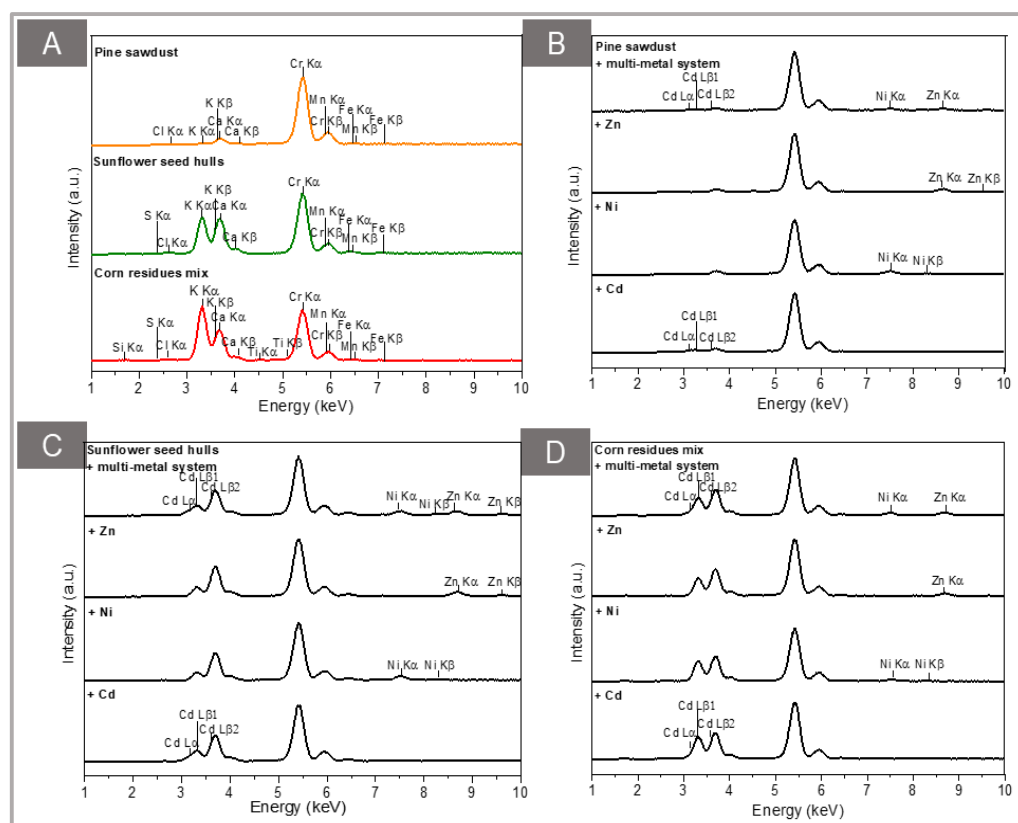 A
Pine sawdust
Cr Kα
K Kβ
Ca Kα
Cl Kα K Kα Ca Kβ
Mn Kα
Fe Kα
Cr Kβ Fe Kβ
Mn Kβ
Sunflower seed hulls
Cr Kα
K Kβ
S Kα K Kα Ca Kα
Cl Kα Ca Kβ
Mn Kα
Fe Kα
Cr Kβ Fe Kβ
Mn Kβ
Corn residues mix
K Kα
K Kβ
Cr Kα
S Kα Ca Kα
Mn Kα
Fe Kα
Si Kα Cl Kα Ca Kβ Ti Kβ Cr Kβ Fe Kβ
Ti Kα Mn Kβ
Intensity (a.u.)
1 2 3 4 5 6 7 8 9 10
Energy (keV)
B
Pine sawdust
+ multi-metal system
Cd Lβ1
Cd Lα Cd Lβ2 Ni Kα Zn Kα
+ Zn
Zn Kα Zn Kβ
+ Ni
Ni Kα Ni Kβ
+ Cd
Cd Lβ1
Cd Lα Cd Lβ2
Intensity (a.u.)
1 2 3 4 5 6 7 8 9 10
Energy (keV)
C
Sunflower seed hulls
+ multi-metal system
Cd Lβ1
Cd Lβ2
Cd Lα Ni Kα Zn Kα
Ni Kβ Zn Kβ
+ Zn
Zn Kα Zn Kβ
+ Ni
Ni Kα Ni Kβ
+ Cd
Cd Lβ1
Cd Lβ2
Cd Lα
Intensity (a.u.)
1 2 3 4 5 6 7 8 9 10
Energy (keV)
D
Corn residues mix
+ multi-metal system
Cd Lβ1
Cd Lβ2
Cd Lα Ni Kα Zn Kα
+ Zn
Zn Kα
+ Ni
Ni Kα Ni Kβ
+ Cd
Cd Lβ1
Cd Lβ2
Cd Lα
Intensity (a.u.)
1 2 3 4 5 6 7 8 9 10
Energy (keV)